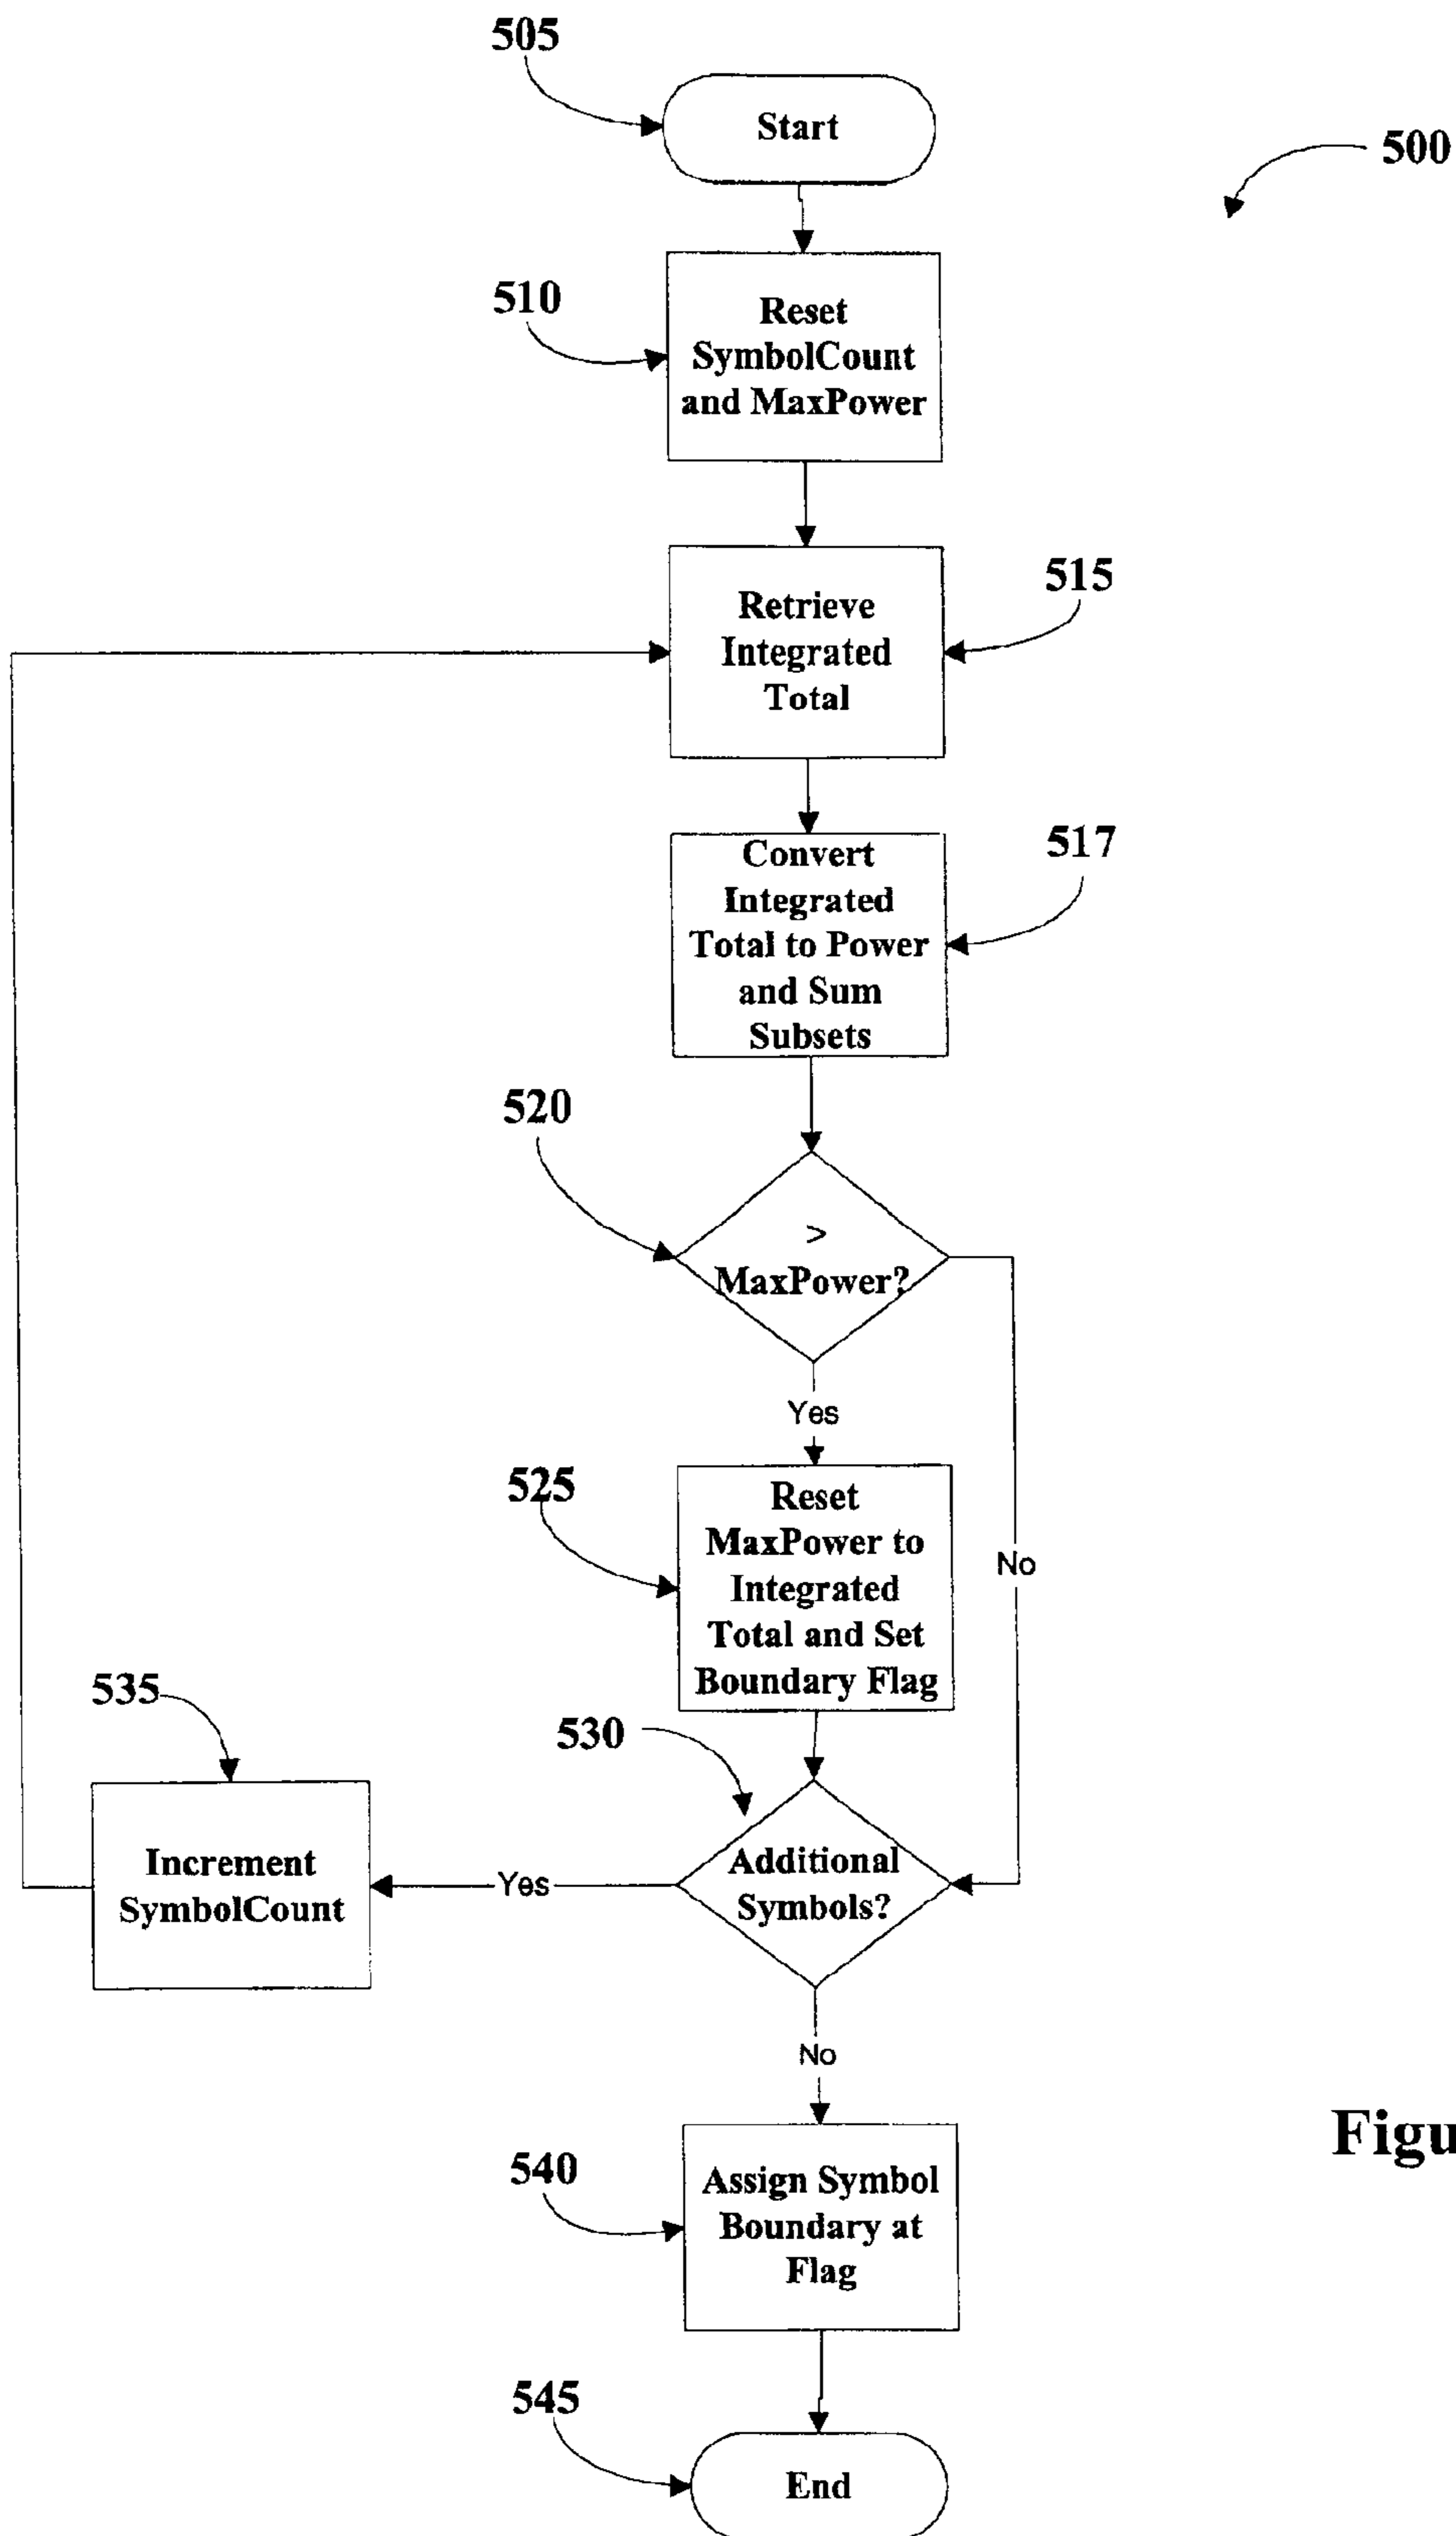 505
Start
500
510
Reset
SymbolCount
and MaxPower
515
Retrieve
Integrated
Total
517
Convert
Integrated
Total to Power
and Sum
Subsets
520
>
MaxPower?
Yes
No
525
Reset
MaxPower to
Integrated
Total and Set
Boundary Flag
530
535
Additional
Symbols?
Yes
Increment
SymbolCount
No
540
Assign Symbol
Boundary at
Flag
545
End
Figu